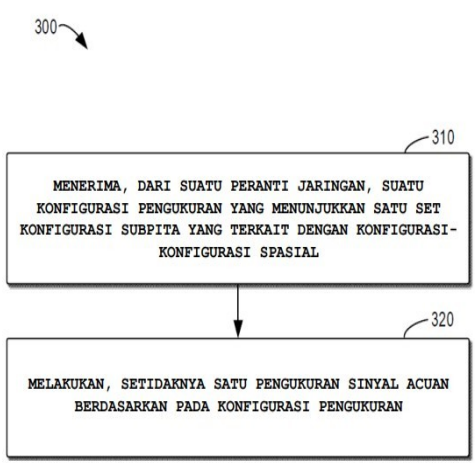 300
310
MENERIMA, DARI SUATU PERANTI JARINGAN, SUATU
KONFIGURASI PENGUKURAN YANG MENUNJUKKAN SATU SET
KONFIGURASI SUBPITA YANG TERKAIT DENGAN KONFIGURASI-
KONFIGURASI SPASIAL
320
MELAKUKAN, SETIDAKNYA SATU PENGUKURAN SINYAL ACUAN
BERDASARKAN PADA KONFIGURASI PENGUKURAN